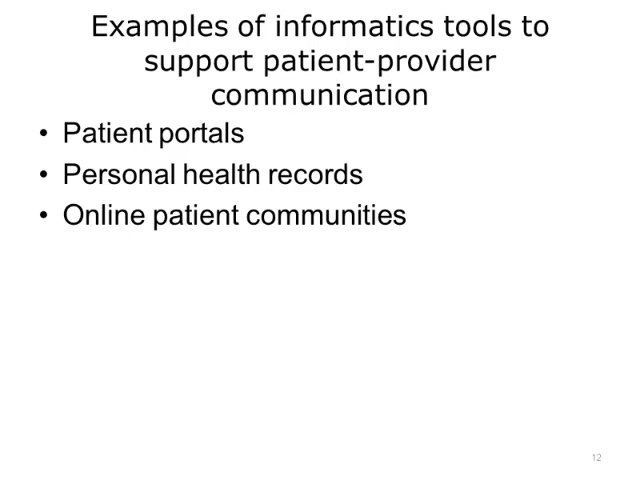 Examples of informatics tools to
support patient-provider
communication
• Patient portals
• Personal health records
• Online patient communities
12